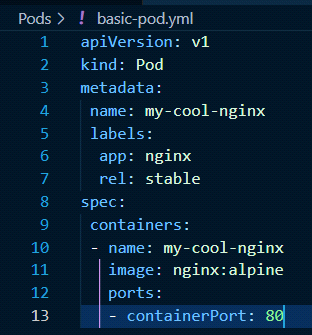 Pods > ! basic-pod.yml
1 apiVersion: v1
2 kind: Pod
3 metadata:
4  name: my-cool-nginx
5  labels:
6   app: nginx
7   rel: stable
8 spec:
9  containers:
10  - name: my-cool-nginx
11    image: nginx:alpine
12    ports:
13    - containerPort: 80